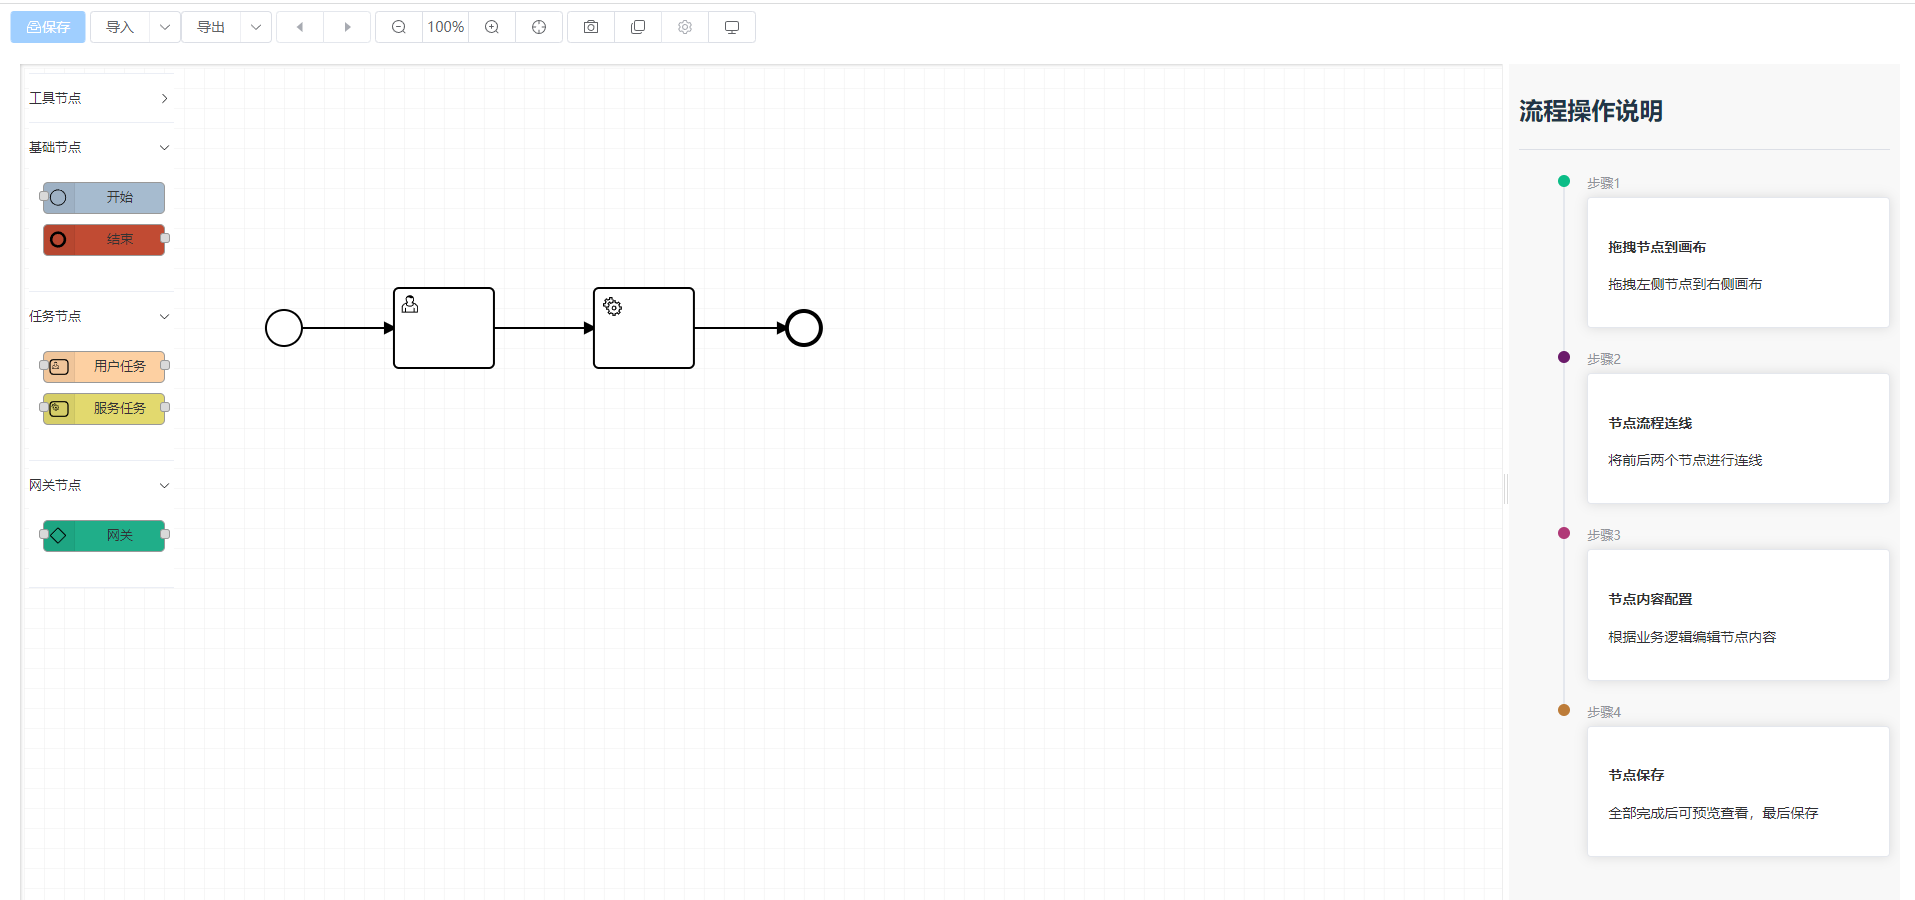 保存 导入 导出 100%
工具节点
基础节点
开始
结束
任务节点
用户任务
服务任务
网关节点
网关
流程操作说明
步骤1
拖拽节点到画布
拖拽左侧节点到右侧画布
步骤2
节点流程连线
将前后两个节点进行连线
步骤3
节点内容配置
根据业务逻辑编辑节点内容
步骤4
节点保存
全部完成后可预览查看，最后保存